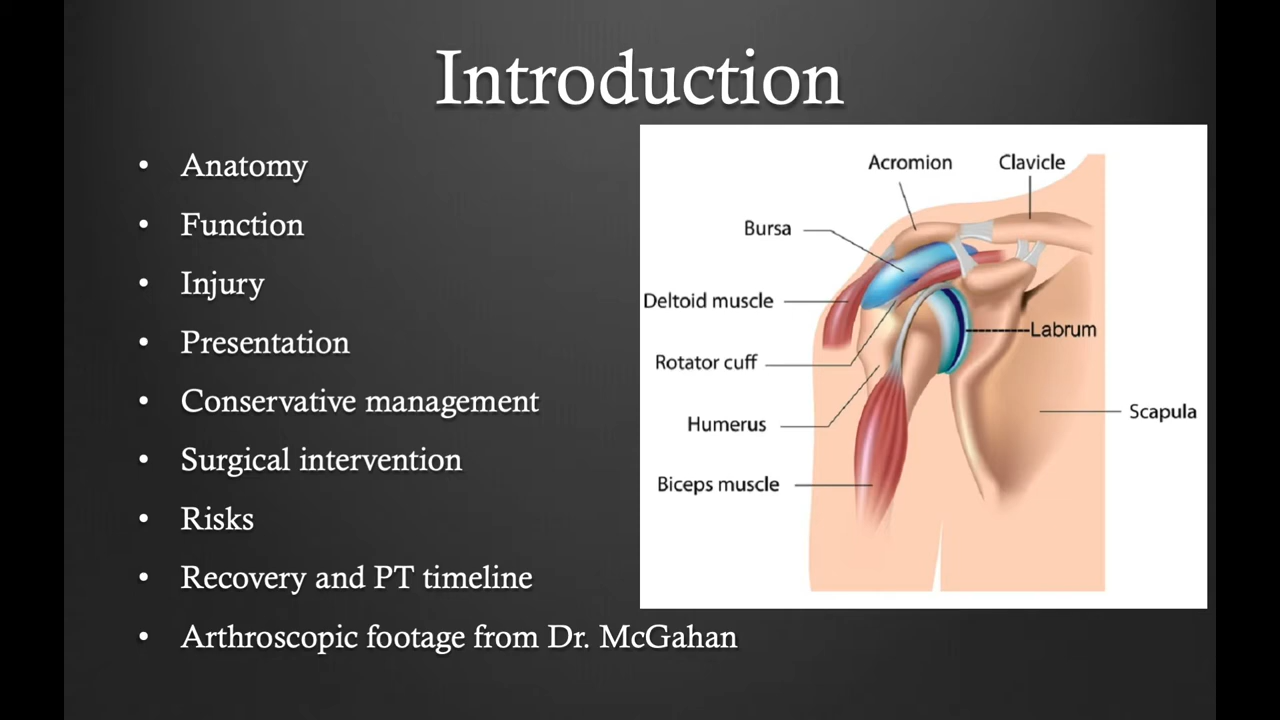 Introduction
• Anatomy
• Function
• Injury
• Presentation
• Conservative management
• Surgical intervention
• Risks
• Recovery and PT timeline
• Arthroscopic footage from Dr. McGahan
Acromion
Clavicle
Bursa
Deltoid muscle
Labrum
Rotator cuff
Scapula
Humerus
Biceps muscle